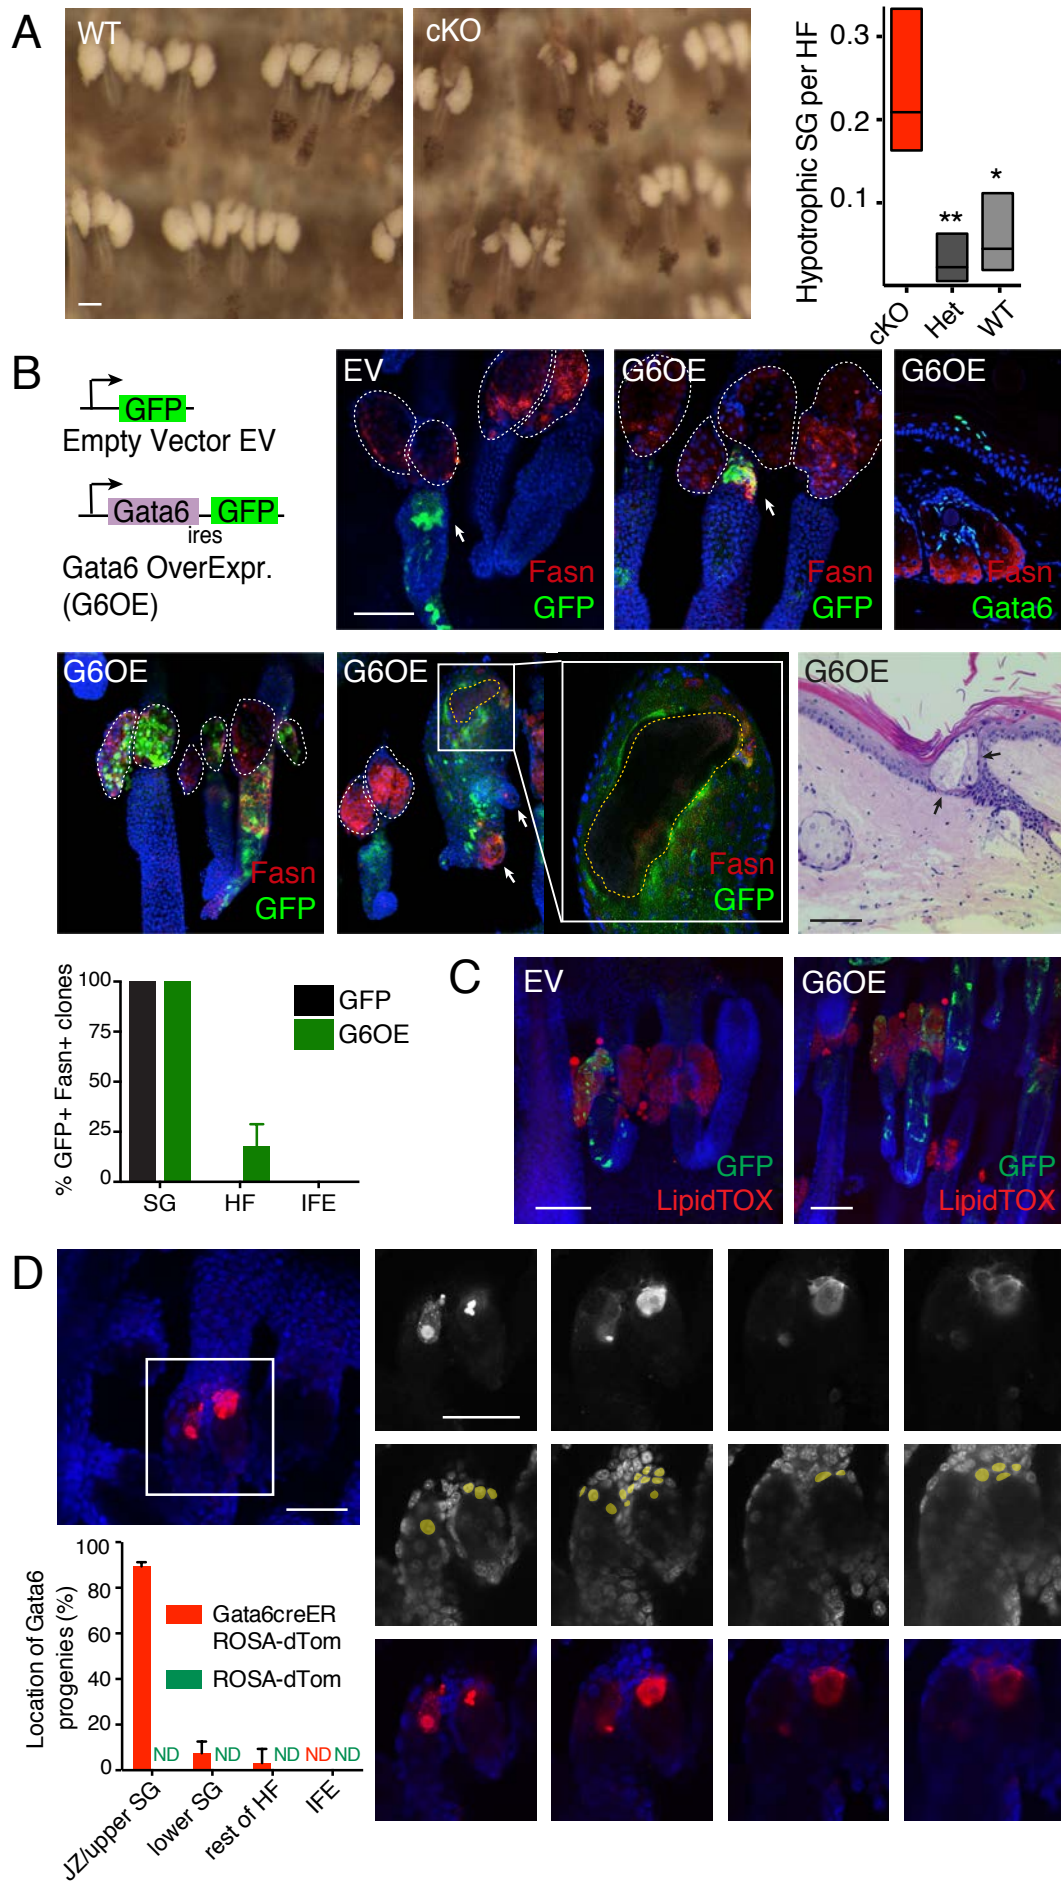 A
WT
cKO
Hypotrophic SG per HF
0.3
0.2
0.1
*
**
cKO
Het
WT
B
GFP
Empty Vector EV
Gata6
GFP
ires
Gata6 OverExpr.
(G6OE)
EV
Fasn
GFP
G6OE
Fasn
GFP
G6OE
Fasn
Gata6
G6OE
Fasn
GFP
G6OE
Fasn
GFP
G6OE
% GFP+ Fasn+ clones
100
75
50
25
0
GFP
G6OE
SG
HF
IFE
C
EV
GFP
LipidTOX
G6OE
GFP
LipidTOX
D
Location of Gata6
progenies (%)
100
80
60
40
20
0
Gata6creER
ROSA-dTom
ROSA-dTom
ND
ND
ND
ND
ND
JZ/upper SG
lower SG
rest of HF
IFE